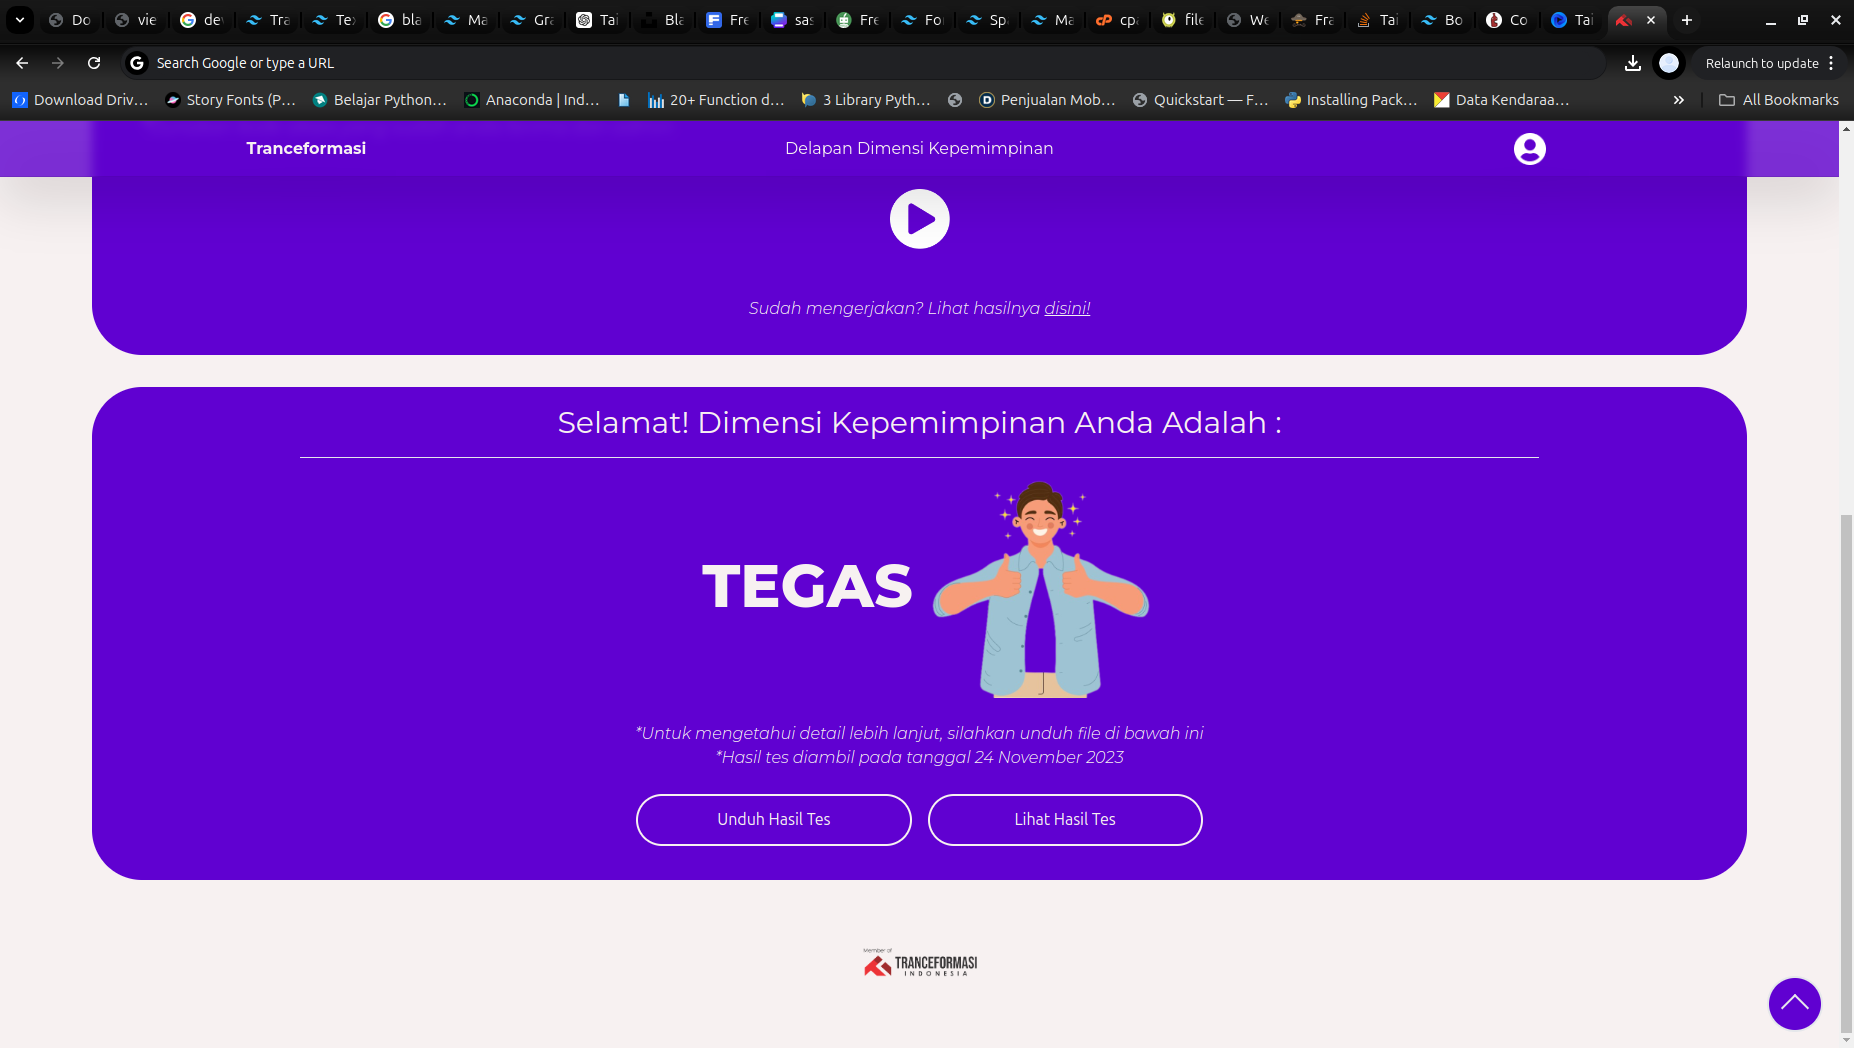 Do
vie
de
Tra
Tex
bla
Ma
Gra
Tai
Bla
Fre
sas
Fre
Fo
Sp
Ma
cp
file
We
Fra
Tai
Bo
Co
Tai
Search Google or type a URL
Relaunch to update
Download Driv...
Story Fonts (P...
Belajar Python...
Anaconda | Ind...
20+ Function d...
3 Library Pyth...
Penjualan Mob...
Quickstart — F...
Installing Pack...
Data Kendaraa...
All Bookmarks
Tranceformasi
Delapan Dimensi Kepemimpinan
Sudah mengerjakan? Lihat hasilnya disini!
Selamat! Dimensi Kepemimpinan Anda Adalah :
TEGAS
*Untuk mengetahui detail lebih lanjut, silahkan unduh file di bawah ini
*Hasil tes diambil pada tanggal 24 November 2023
Unduh Hasil Tes
Lihat Hasil Tes
Member of
TRANCEFORMASI
INDONESIA